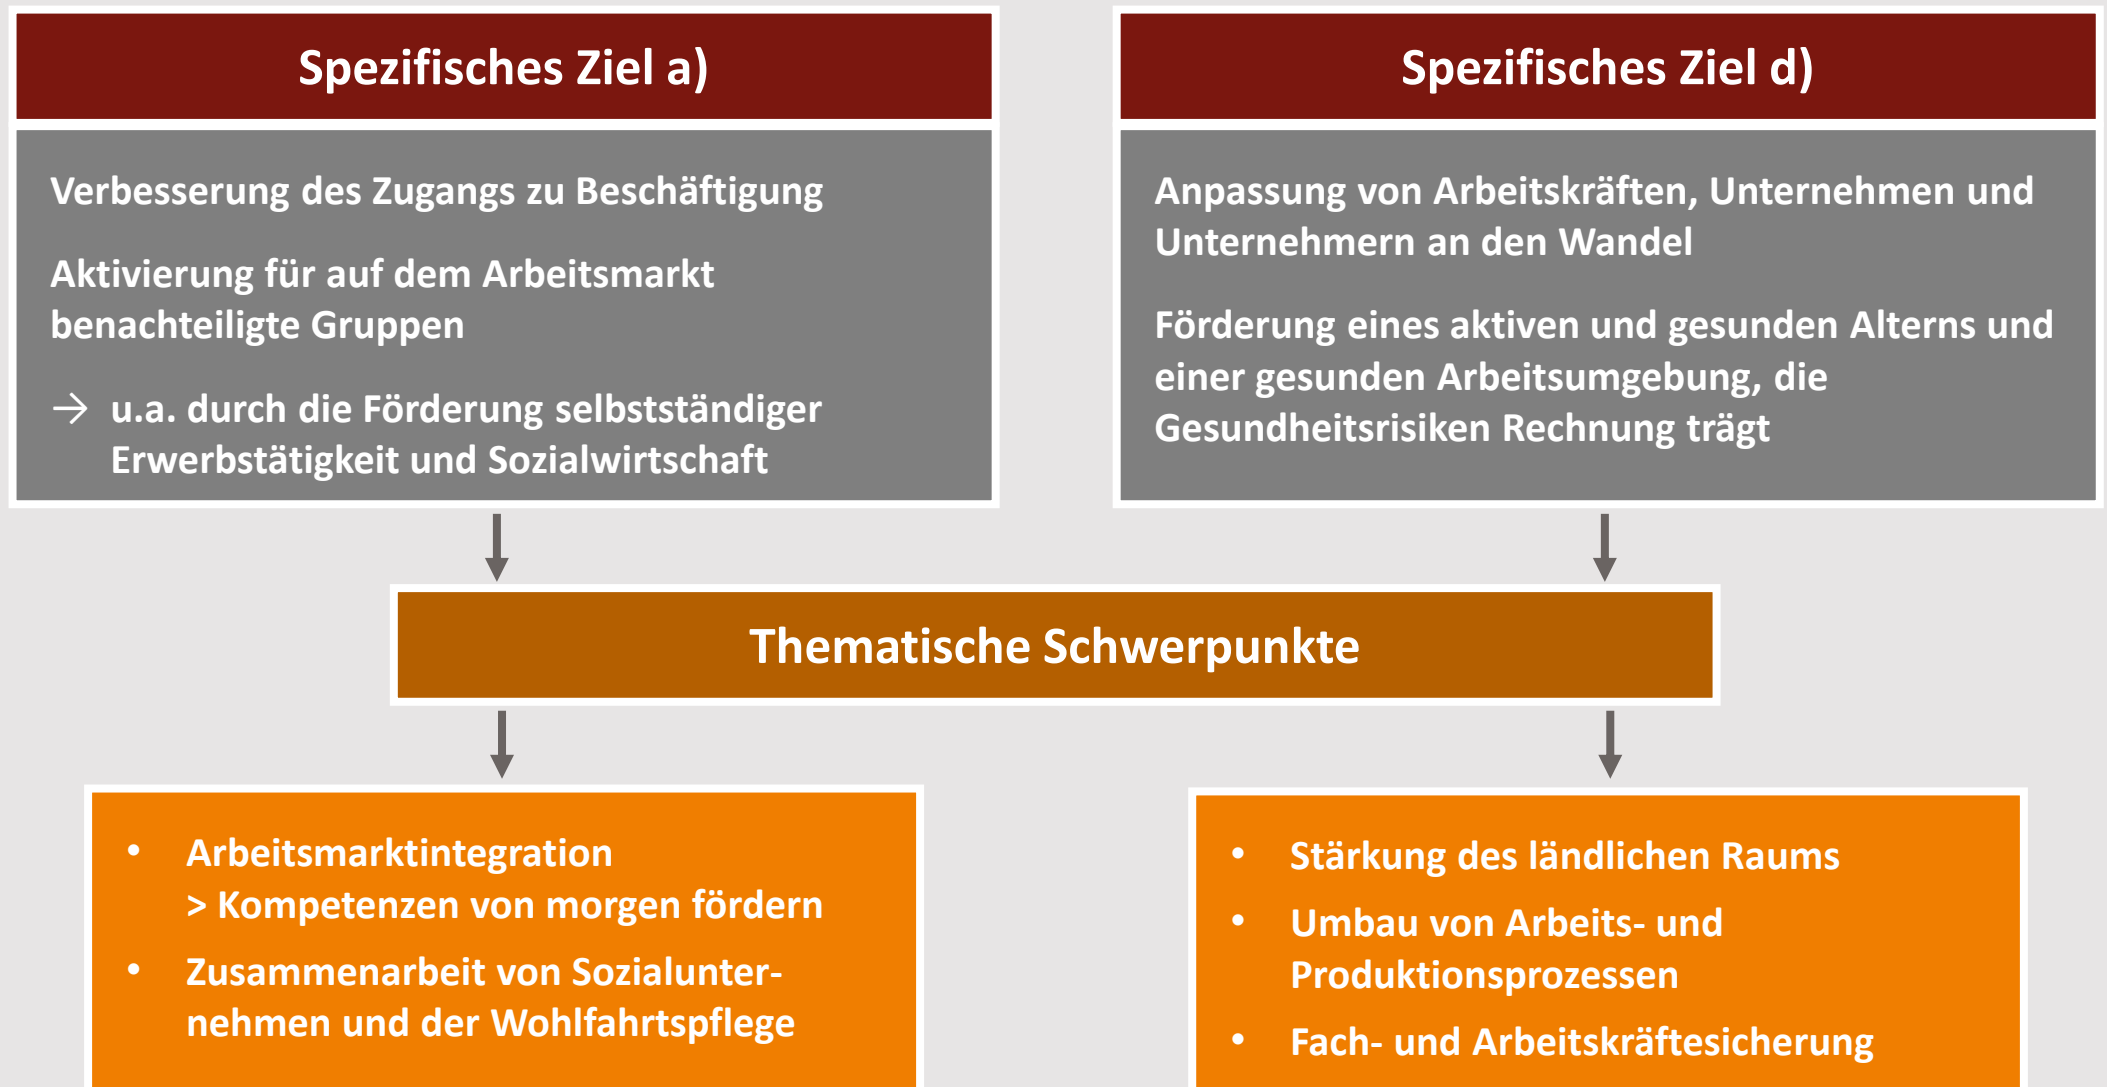 Spezifisches Ziel a)
Verbesserung des Zugangs zu Beschäftigung
Aktivierung für auf dem Arbeitsmarkt
benachteiligte Gruppen
→ u.a. durch die Förderung selbstständiger
Erwerbstätigkeit und Sozialwirtschaft
Spezifisches Ziel d)
Anpassung von Arbeitskräften, Unternehmen und
Unternehmern an den Wandel
Förderung eines aktiven und gesunden Alterns und
einer gesunden Arbeitsumgebung, die
Gesundheitsrisiken Rechnung trägt
Thematische Schwerpunkte
• Arbeitsmarktintegration
> Kompetenzen von morgen fördern
• Zusammenarbeit von Sozialunter-
nehmen und der Wohlfahrtspflege
• Stärkung des ländlichen Raums
• Umbau von Arbeits- und
Produktionsprozessen
• Fach- und Arbeitskräftesicherung